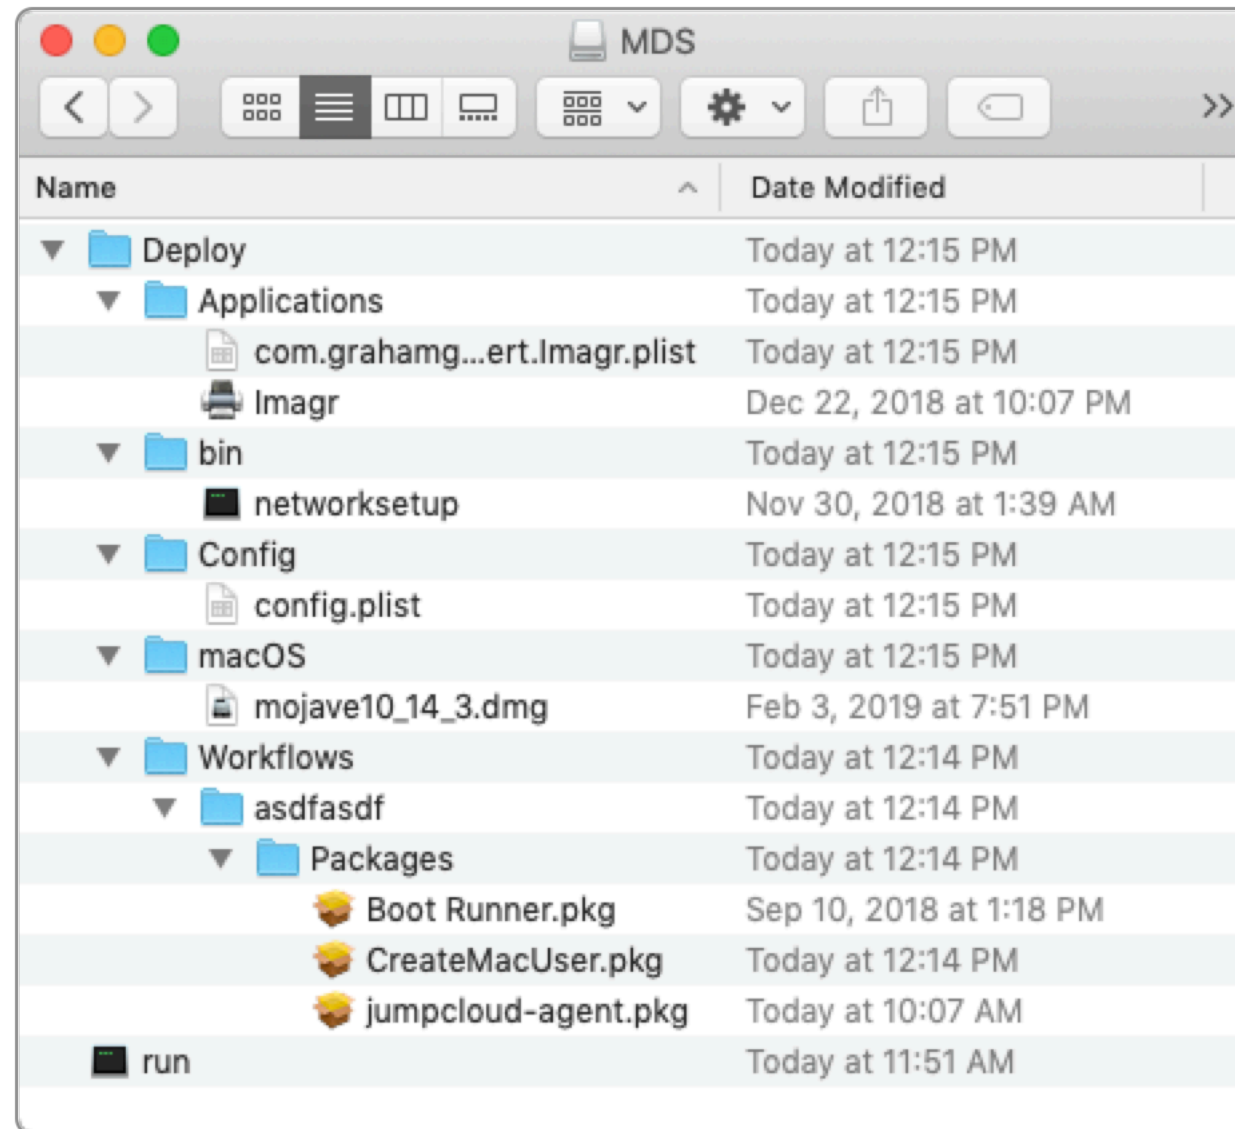 MDS
Name Date Modified
Deploy Today at 12:15 PM
Applications Today at 12:15 PM
com.grahamg...ert.Imagr.plist Today at 12:15 PM
Imagr Dec 22, 2018 at 10:07 PM
bin Today at 12:15 PM
networksetup Nov 30, 2018 at 1:39 AM
Config Today at 12:15 PM
config.plist Today at 12:15 PM
macOS Today at 12:15 PM
mojave10_14_3.dmg Feb 3, 2019 at 7:51 PM
Workflows Today at 12:14 PM
asdfasdf Today at 12:14 PM
Packages Today at 12:14 PM
Boot Runner.pkg Sep 10, 2018 at 1:18 PM
CreateMacUser.pkg Today at 12:14 PM
jumpcloud-agent.pkg Today at 10:07 AM
run Today at 11:51 AM